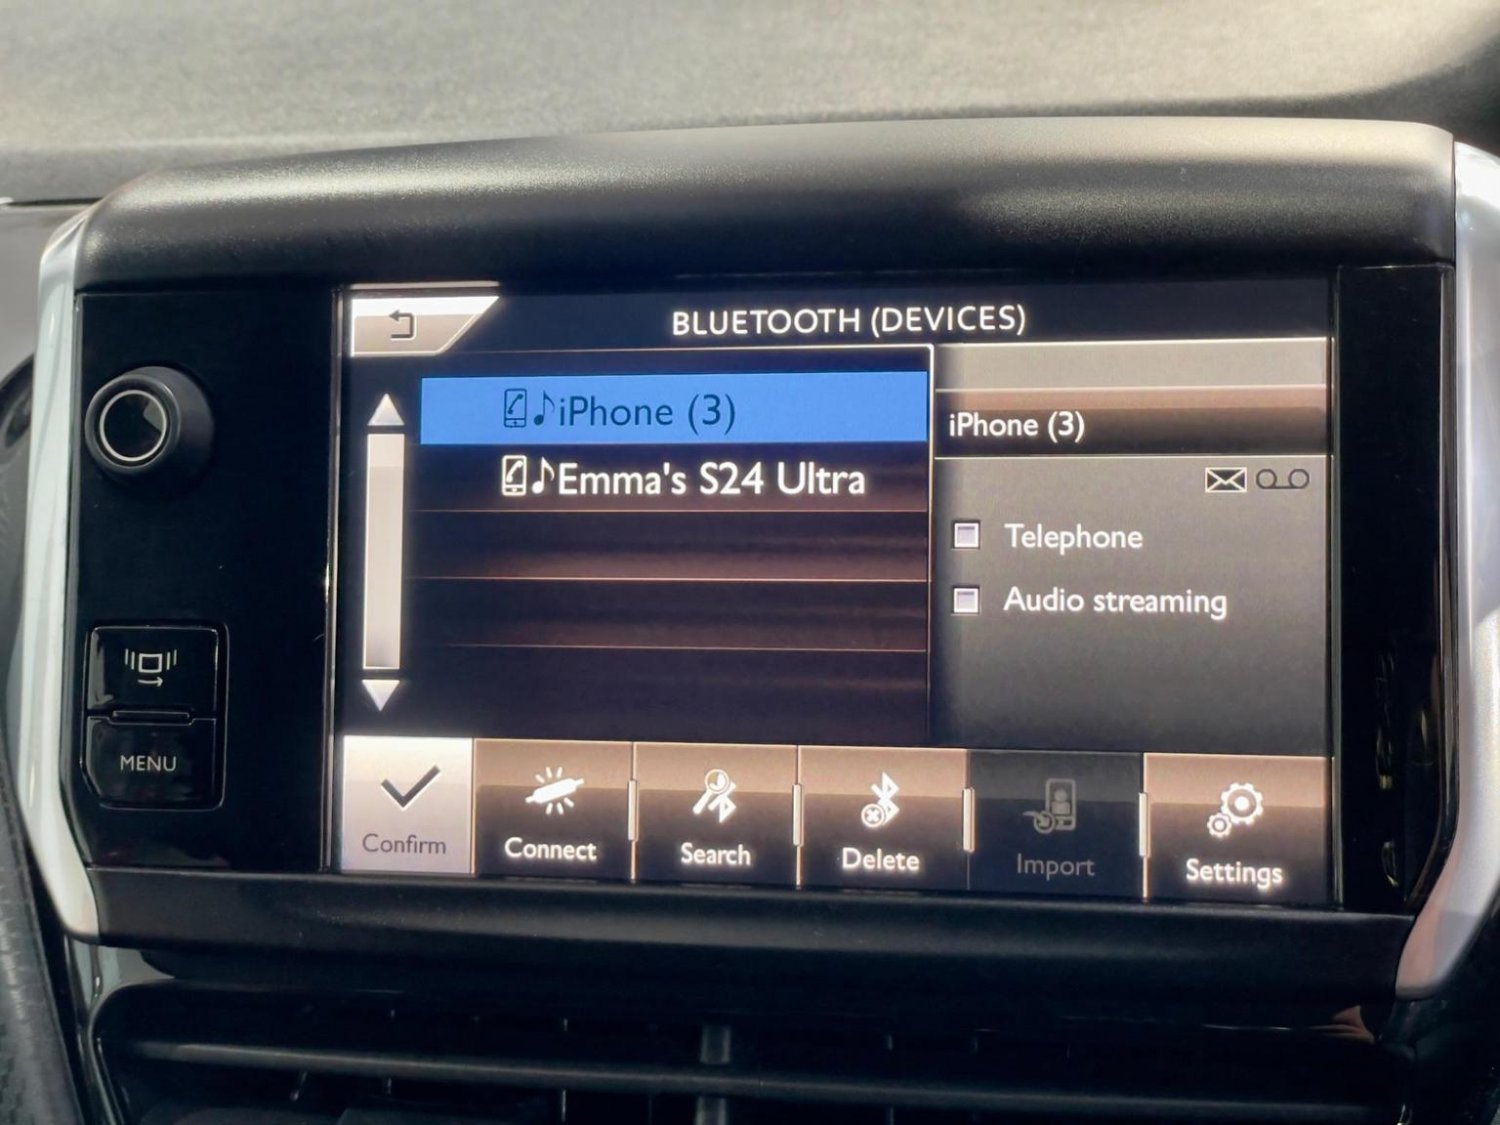 BLUETOOTH (DEVICES)
iPhone (3)
Emma's S24 Ultra
iPhone (3)
Telephone
Audio streaming
MENU
Confirm
Connect
Search
Delete
Import
Settings